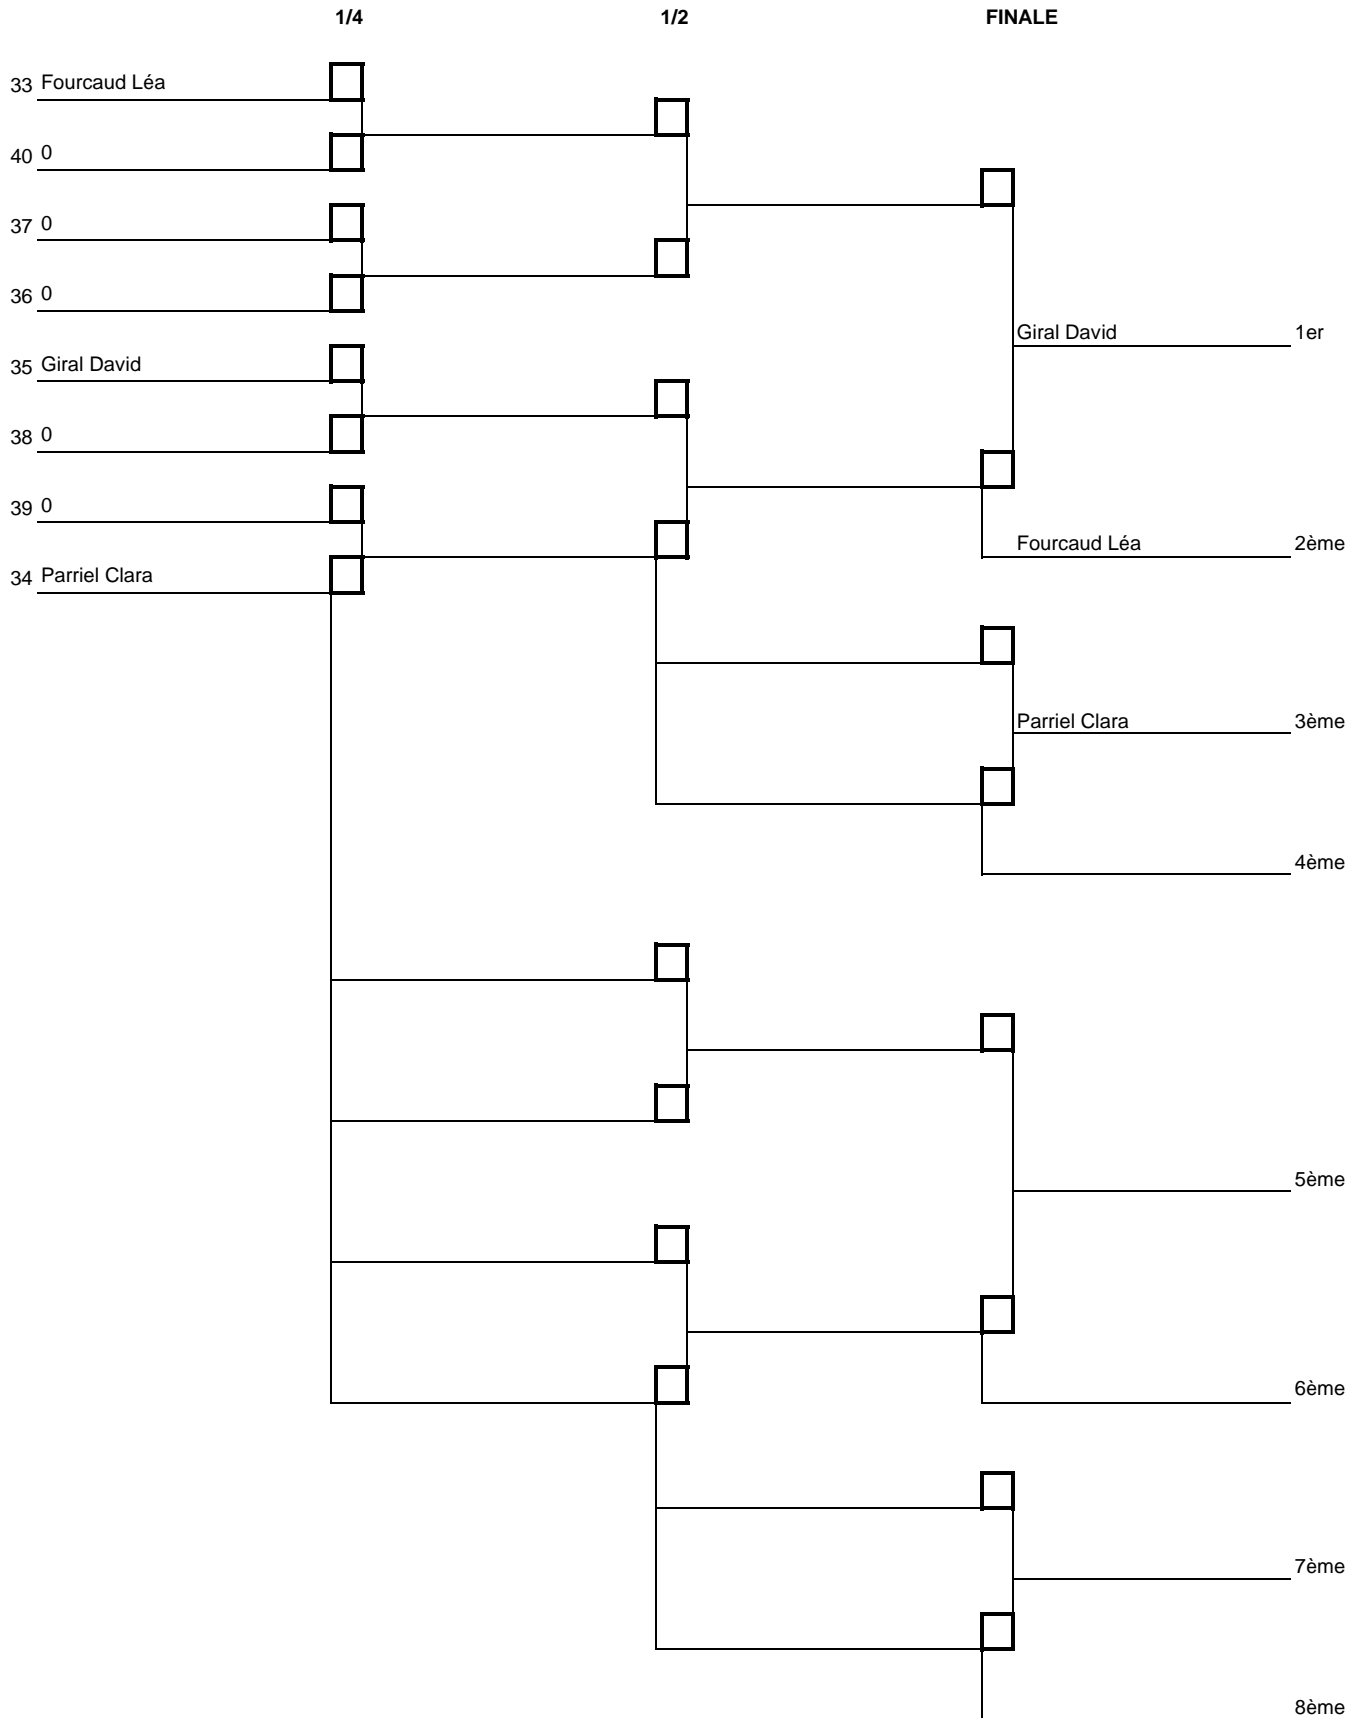 1/4 1/2 FINALE
33 Fourcaud Léa
40 0
37 0
36 0
Giral David 1er
35 Giral David
38 0
39 0
Fourcaud Léa 2ème
34 Parriel Clara
Parriel Clara 3ème
4ème
5ème
6ème
7ème
8ème